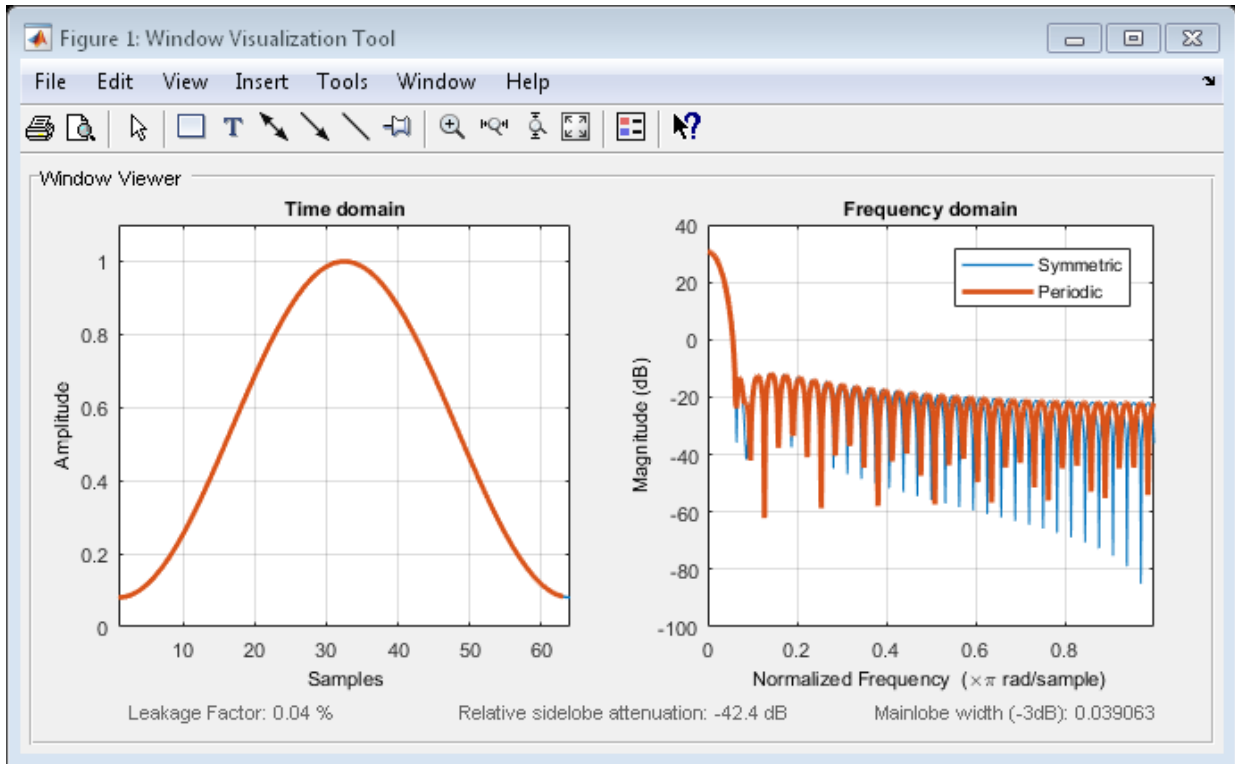 Figure 1: Window Visualization Tool
File Edit View Insert Tools Window Help
T
?
Window Viewer
Time domain
1
0.8
0.6
0.4
0.2
0
Amplitude
10 20 30 40 50 60
Samples
Frequency domain
40
20
0
-20
-40
-60
-80
-100
Magnitude (dB)
Symmetric
Periodic
0 0.2 0.4 0.6 0.8
Normalized Frequency (×π rad/sample)
Leakage Factor: 0.04 % Relative sidelobe attenuation: -42.4 dB Mainlobe width (-3dB): 0.039063